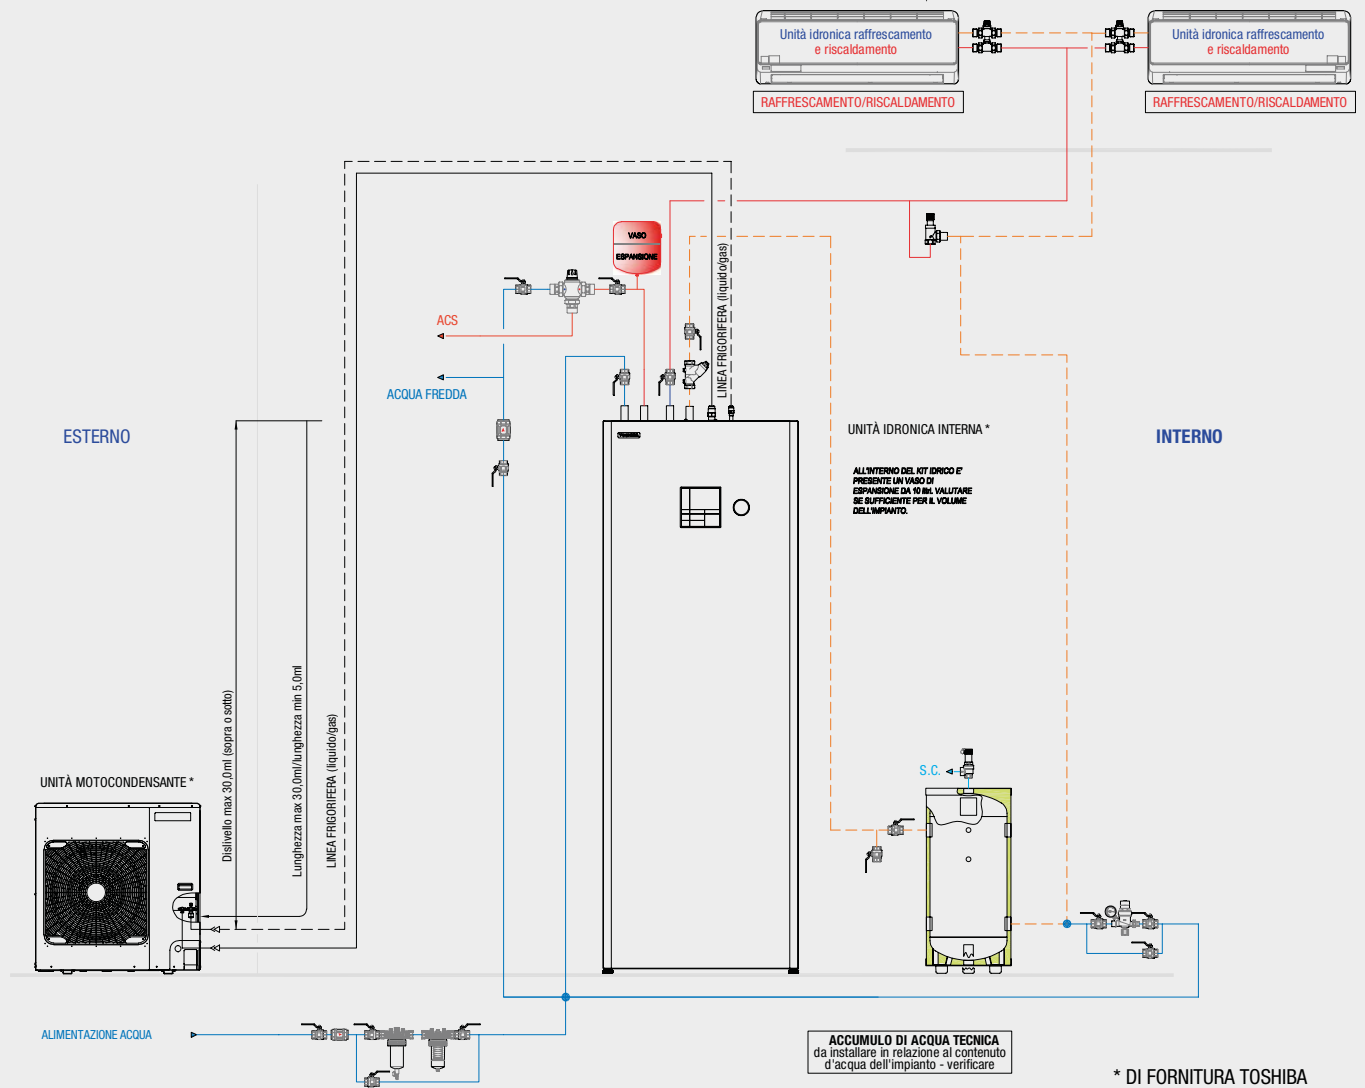 Unità idronica raffrescamento
e riscaldamento
Unità idronica raffrescamento
e riscaldamento
RAFFRESCAMENTO/RISCALDAMENTO
RAFFRESCAMENTO/RISCALDAMENTO
VASO
ESPANSIONE
LINEA FRIGORIFERA (liquido/gas)
ACS
ACQUA FREDDA
ESTERNO
UNITÀ IDRONICA INTERNA *
INTERNO
TOSHIBA
ALL'INTERNO DEL KIT IDRICO E'
PRESENTE UN VASO DI
ESPANSIONE DA 10 litri. VALUTARE
SE SUFFICIENTE PER IL VOLUME
DELL'IMPIANTO.
Dislivello max 30,0ml (sopra o sotto)
Lunghezza max 30,0ml/lunghezza min 5,0ml
LINEA FRIGORIFERA (liquido/gas)
UNITÀ MOTOCONDENSANTE *
S.C.
ALIMENTAZIONE ACQUA
ACCUMULO DI ACQUA TECNICA
da installare in relazione al contenuto
d'acqua dell'impianto - verificare
* DI FORNITURA TOSHIBA